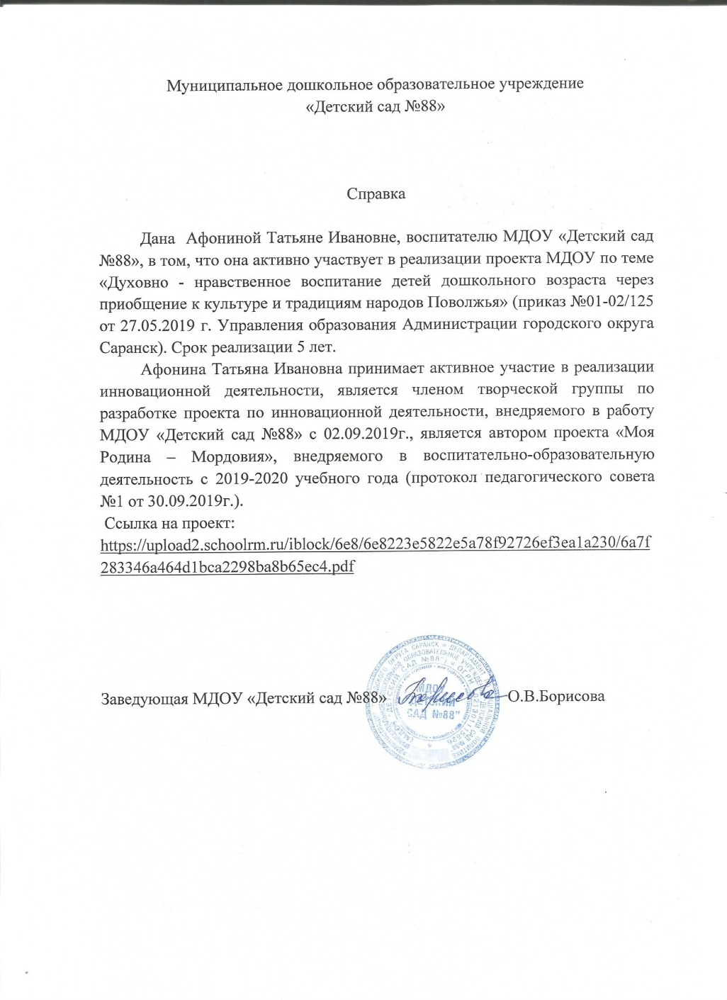 Муниципальное дошкольное образовательное учреждение
«Детский сад №88»
Справка
Дана Афониной Татьяне Ивановне, воспитателю МДОУ «Детский сад
№88», в том, что она активно участвует в реализации проекта МДОУ по теме
«Духовно - нравственное воспитание детей дошкольного возраста через
приобщение к культуре и традициям народов Поволжья» (приказ №01-02/125
от 27.05.2019 г. Управления образования Администрации городского округа
Саранск). Срок реализации 5 лет.
Афонина Татьяна Ивановна принимает активное участие в реализации
инновационной деятельности, является членом творческой группы по
разработке проекта по инновационной деятельности, внедряемого в работу
МДОУ «Детский сад №88» с 02.09.2019г., является автором проекта «Моя
Родина – Мордовия», внедряемого в воспитательно-образовательную
деятельность с 2019-2020 учебного года (протокол педагогического совета
№1 от 30.09.2019г.).
Ссылка на проект:
https://upload2.schoolrm.ru/iblock/6e8/6e8223e5822e5a78f92726ef3ea1a230/6a7f
283346a464d1bca2298ba8b65ec4.pdf
Заведующая МДОУ «Детский сад №88» О.В.Борисова
МДОУ
"ДЕТСКИЙ
САД №88"